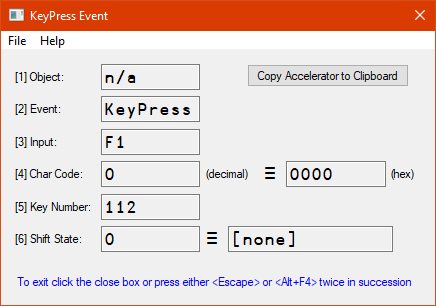 KeyPress Event
File Help
[1] Object: n/a Copy Accelerator to Clipboard
[2] Event: KeyPress
[3] Input: F1
[4] Char Code: 0 (decimal) ≡ 0000 (hex)
[5] Key Number: 112
[6] Shift State: 0 ≡ [none]
To exit click the close box or press either <Escape> or <Alt+F4> twice in succession